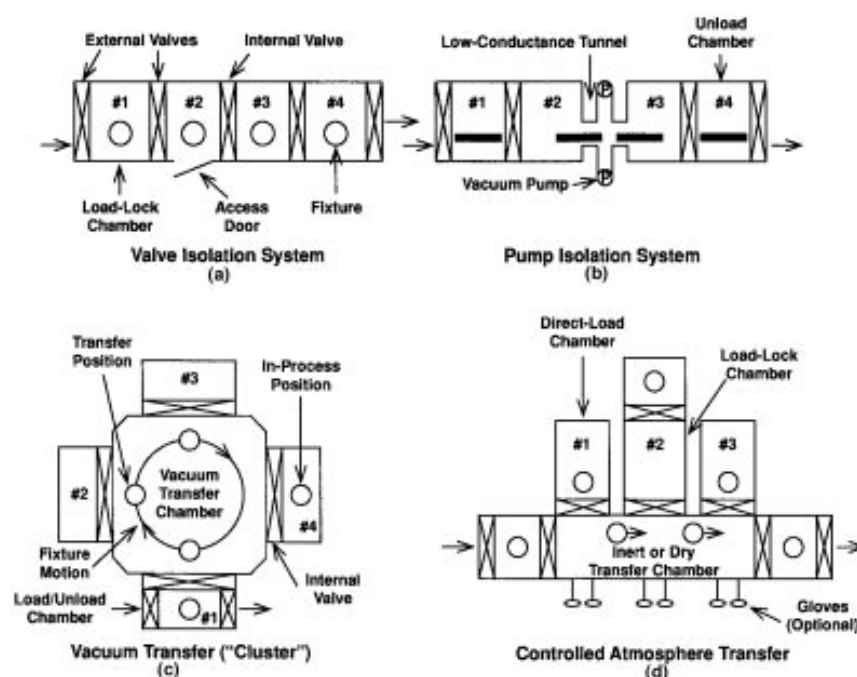 External Valves
Internal Valve
#1
#2
#3
#4
Load-Lock
Chamber
Access
Door
Fixture
Valve Isolation System
(a)
Low-Conductance Tunnel
Unload
Chamber
P
#1
#2
#3
#4
Vacuum Pump
P
Pump Isolation System
(b)
Transfer
Position
In-Process
Position
#3
#2
Vacuum
Transfer
Chamber
#4
Fixture
Motion
Internal
Valve
Load/Unload
Chamber
#1
Vacuum Transfer ("Cluster")
(c)
Direct-Load
Chamber
Load-Lock
Chamber
#1
#2
#3
Inert or Dry
Transfer Chamber
Gloves
(Optional)
Controlled Atmosphere Transfer
(d)